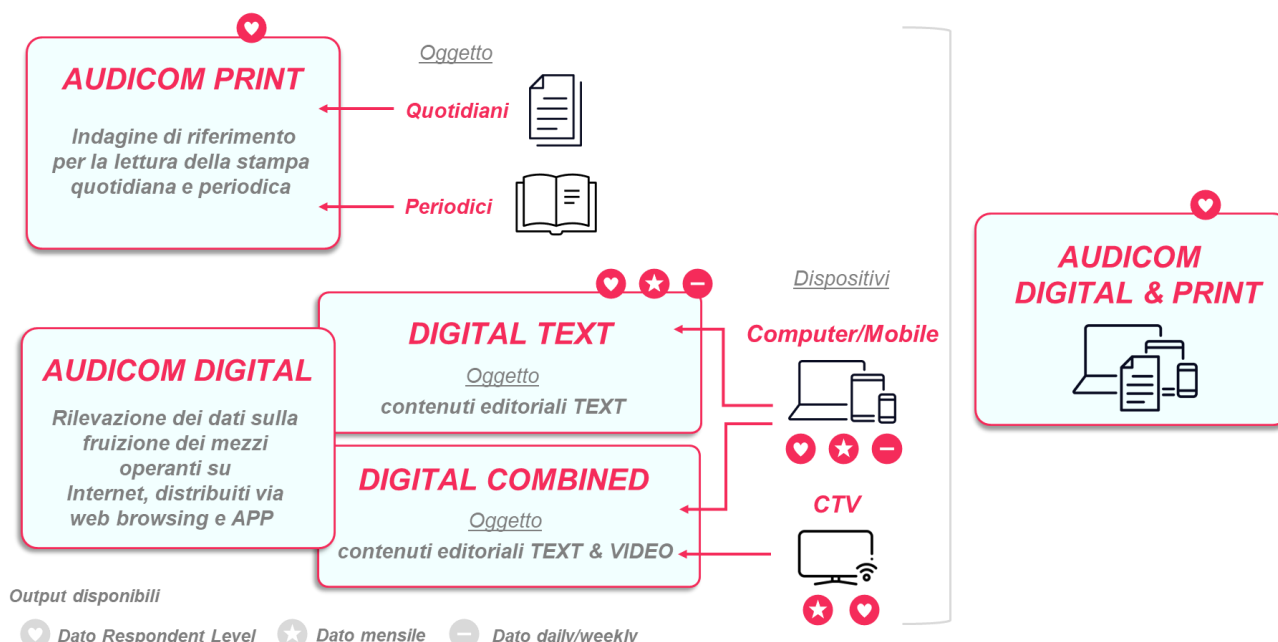 AUDICOM PRINT
Indagine di riferimento
per la lettura della stampa
quotidiana e periodica
Oggetto
Quotidiani
Periodici
AUDICOM DIGITAL
Rilevazione dei dati sulla
fruizione dei mezzi
operanti su
Internet, distribuiti via
web browsing e APP
DIGITAL TEXT
Oggetto
contenuti editoriali TEXT
DIGITAL COMBINED
Oggetto
contenuti editoriali TEXT & VIDEO
Dispositivi
Computer/Mobile
CTV
AUDICOM
DIGITAL & PRINT
Output disponibili
Dato Respondent Level
Dato mensile
Dato daily/weekly